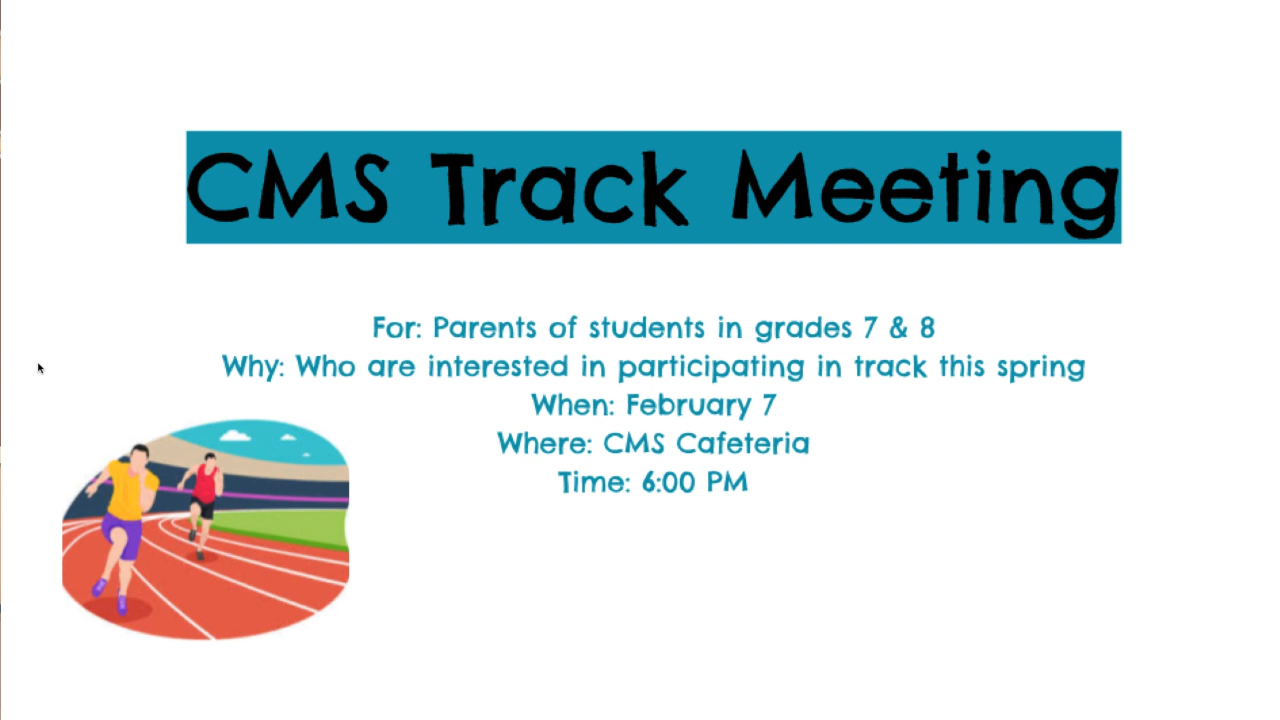 CMS Track Meeting
For: Parents of students in grades 7 & 8
Why: Who are interested in participating in track this spring
When: February 7
Where: CMS Cafeteria
Time: 6:00 PM